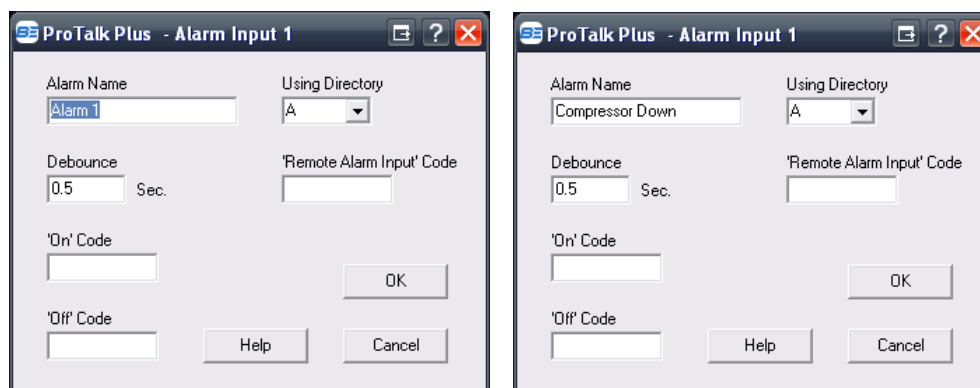 ProTalk Plus - Alarm Input 1
Alarm Name
Using Directory
Alarm 1
A
Debounce
'Remote Alarm Input' Code
0.5
Sec.
'On' Code
OK
'Off' Code
Help
Cancel
ProTalk Plus - Alarm Input 1
Alarm Name
Using Directory
Compressor Down
A
Debounce
'Remote Alarm Input' Code
0.5
Sec.
'On' Code
OK
'Off' Code
Help
Cancel